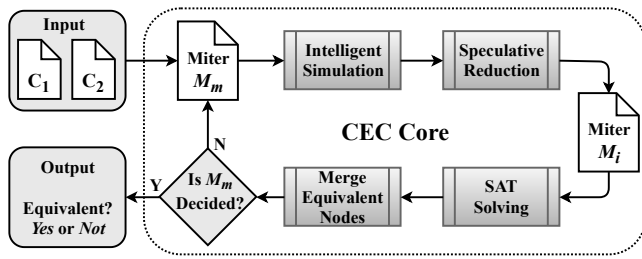 Input
C1
C2
Miter
Mm
Intelligent
Simulation
Speculative
Reduction
Miter
Mi
CEC Core
SAT
Solving
Merge
Equivalent
Nodes
Is Mm
Decided?
N
Y
Output
Equivalent?
Yes or Not